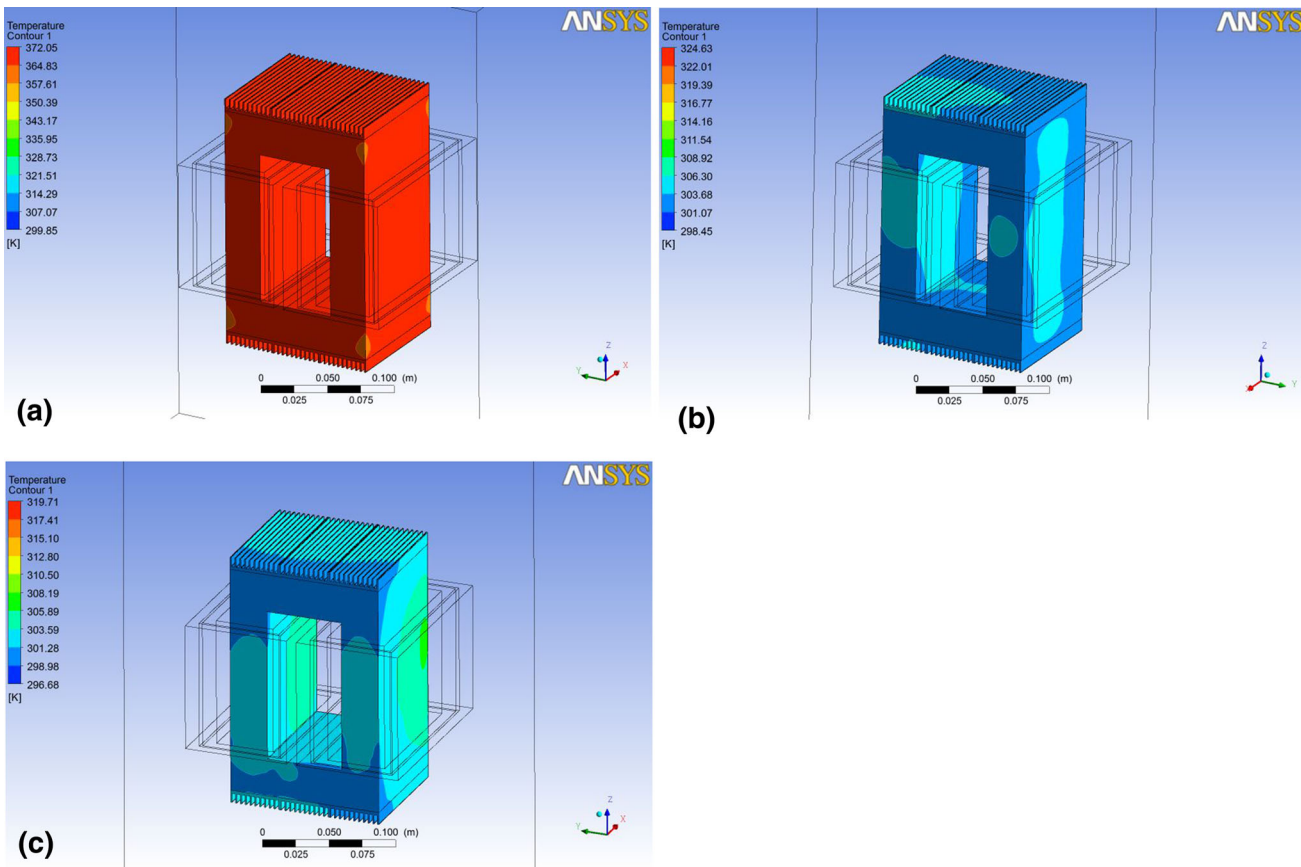 ANSYS
Temperature
Contour 1
372.05
364.83
357.61
350.39
343.17
335.95
328.73
321.51
314.29
307.07
299.85
[K]
Z
Y
X
0
0.050
0.100
(m)
0.025
0.075
(a)
ANSYS
Temperature
Contour 1
324.63
322.01
319.39
316.77
314.16
311.54
308.92
306.30
303.68
301.07
298.45
[K]
Z
X
Y
0
0.050
0.100
(m)
0.025
0.075
(b)
ANSYS
Temperature
Contour 1
319.71
317.41
315.10
312.80
310.50
308.19
305.89
303.59
301.28
298.98
296.68
[K]
Z
Y
X
0
0.050
0.100
(m)
0.025
0.075
(c)